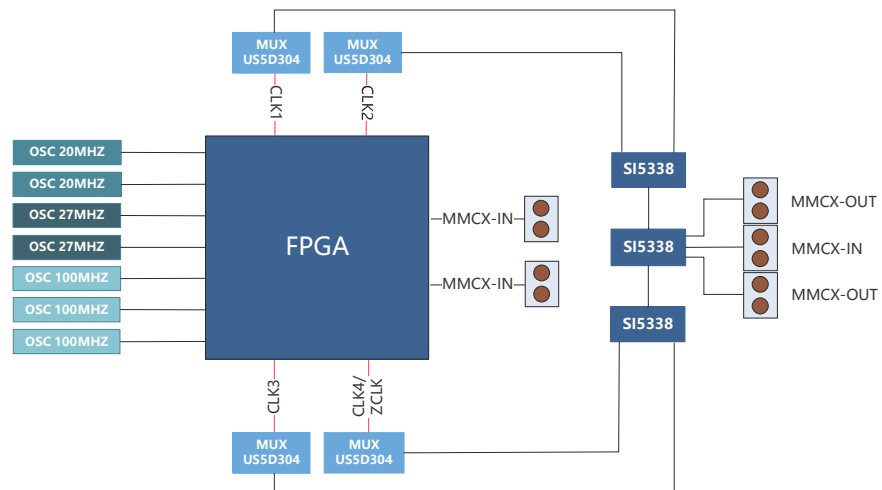 MUX
US5D304
MUX
US5D304
CLK1
CLK2
OSC 20MHZ
OSC 20MHZ
OSC 27MHZ
OSC 27MHZ
OSC 100MHZ
OSC 100MHZ
OSC 100MHZ
FPGA
MMCX-IN
MMCX-IN
SI5338
SI5338
SI5338
MMCX-OUT
MMCX-IN
MMCX-OUT
CLK3
CLK4/
ZCLK
MUX
US5D304
MUX
US5D304